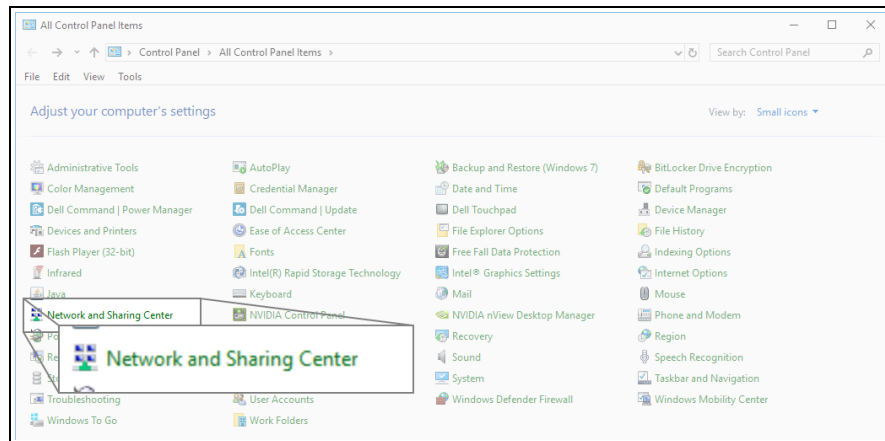 All Control Panel Items
Control Panel > All Control Panel Items >
Search Control Panel
File Edit View Tools
Adjust your computer's settings
View by: Small icons
Administrative Tools AutoPlay Backup and Restore (Windows 7) BitLocker Drive Encryption
Color Management Credential Manager Date and Time Default Programs
Dell Command | Power Manager Dell Command | Update Dell Touchpad Device Manager
Devices and Printers Ease of Access Center File Explorer Options File History
Flash Player (32-bit) Fonts Free Fall Data Protection Indexing Options
Infrared Intel(R) Rapid Storage Technology Intel® Graphics Settings Internet Options
Java Keyboard Mail Mouse
Network and Sharing Center NVIDIA Control Panel NVIDIA nView Desktop Manager Phone and Modem
Recovery Region
Network and Sharing Center
Sound Speech Recognition
System Taskbar and Navigation
Troubleshooting User Accounts Windows Defender Firewall Windows Mobility Center
Windows To Go Work Folders